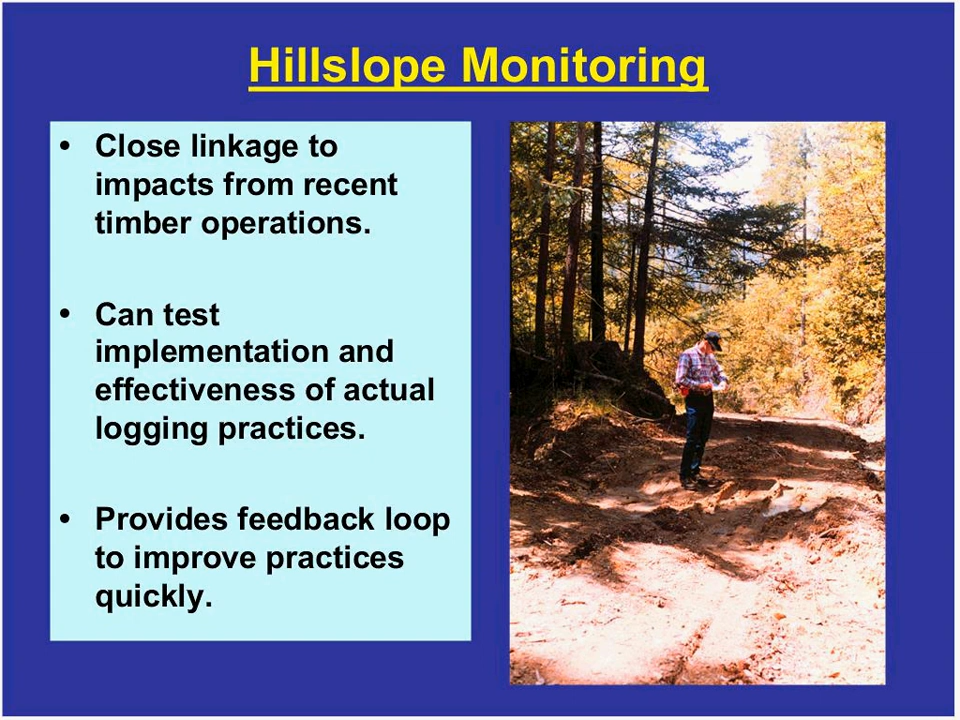 Hillslope Monitoring
• Close linkage to
impacts from recent
timber operations.
• Can test
implementation and
effectiveness of actual
logging practices.
• Provides feedback loop
to improve practices
quickly.